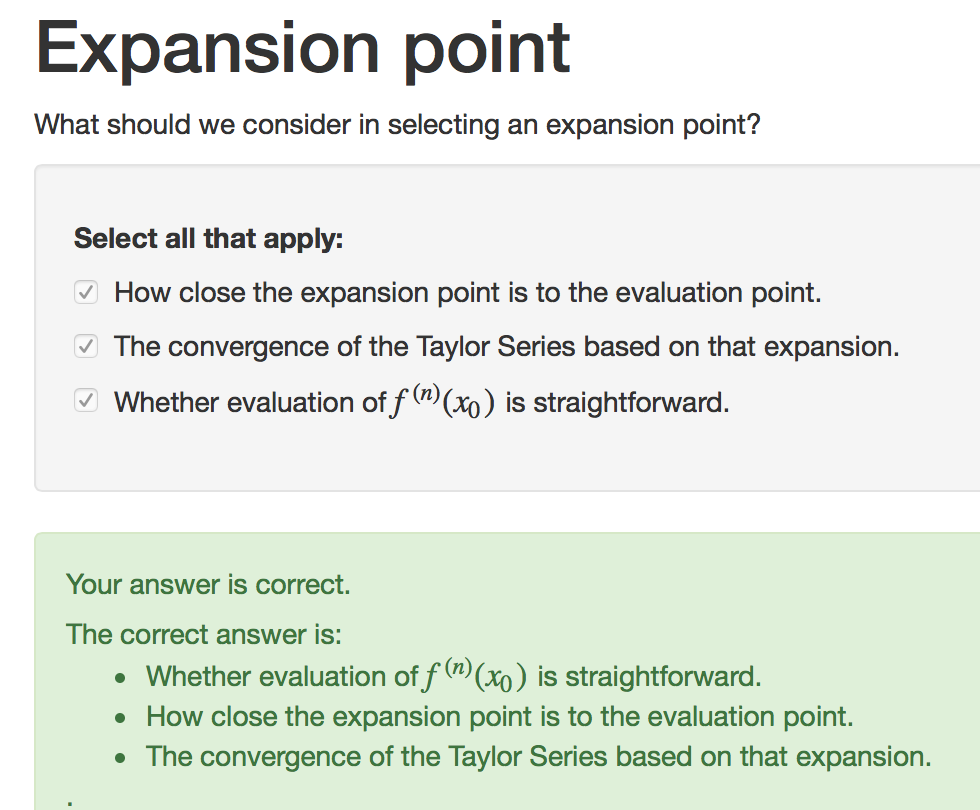 Expansion point
What should we consider in selecting an expansion point?
Select all that apply:
How close the expansion point is to the evaluation point.
The convergence of the Taylor Series based on that expansion.
Whether evaluation of f⁽ⁿ⁾(x₀) is straightforward.
Your answer is correct.
The correct answer is:
• Whether evaluation of f⁽ⁿ⁾(x₀) is straightforward.
• How close the expansion point is to the evaluation point.
• The convergence of the Taylor Series based on that expansion.
.